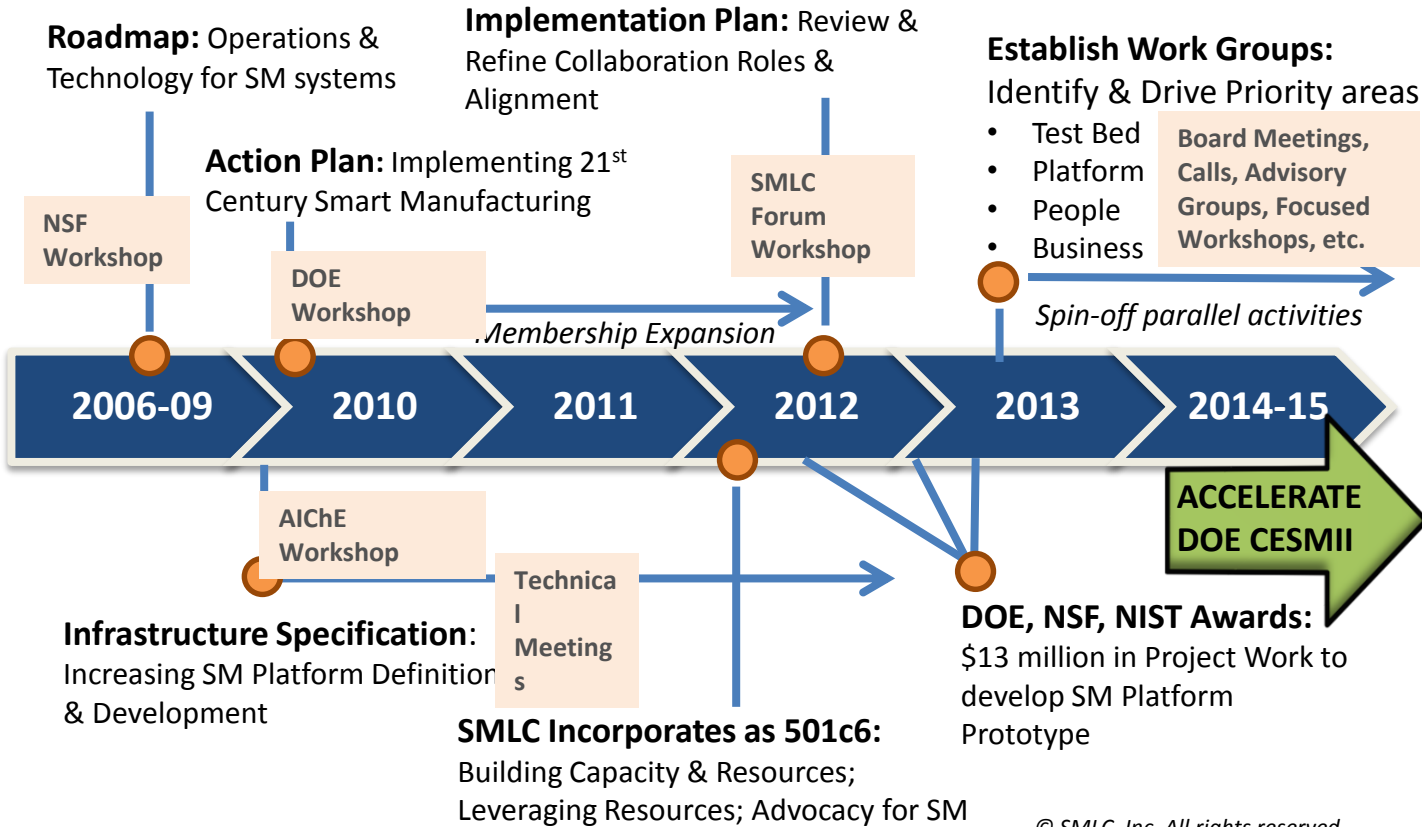 Roadmap: Operations &
Technology for SM systems
Implementation Plan: Review &
Refine Collaboration Roles &
Alignment
Establish Work Groups:
Identify & Drive Priority areas
• Test Bed
• Platform
• People
• Business
Board Meetings,
Calls, Advisory
Groups, Focused
Workshops, etc.
Action Plan: Implementing 21st
Century Smart Manufacturing
NSF
Workshop
DOE
Workshop
SMLC
Forum
Workshop
Membership Expansion
Spin-off parallel activities
2006-09
2010
2011
2012
2013
2014-15
ACCELERATE
DOE CESMII
AIChE
Workshop
Technica
l
Meeting
s
Infrastructure Specification:
Increasing SM Platform Definition
& Development
SMLC Incorporates as 501c6:
Building Capacity & Resources;
Leveraging Resources; Advocacy for SM
DOE, NSF, NIST Awards:
$13 million in Project Work to
develop SM Platform
Prototype
© SMLC, Inc. All rights reserved